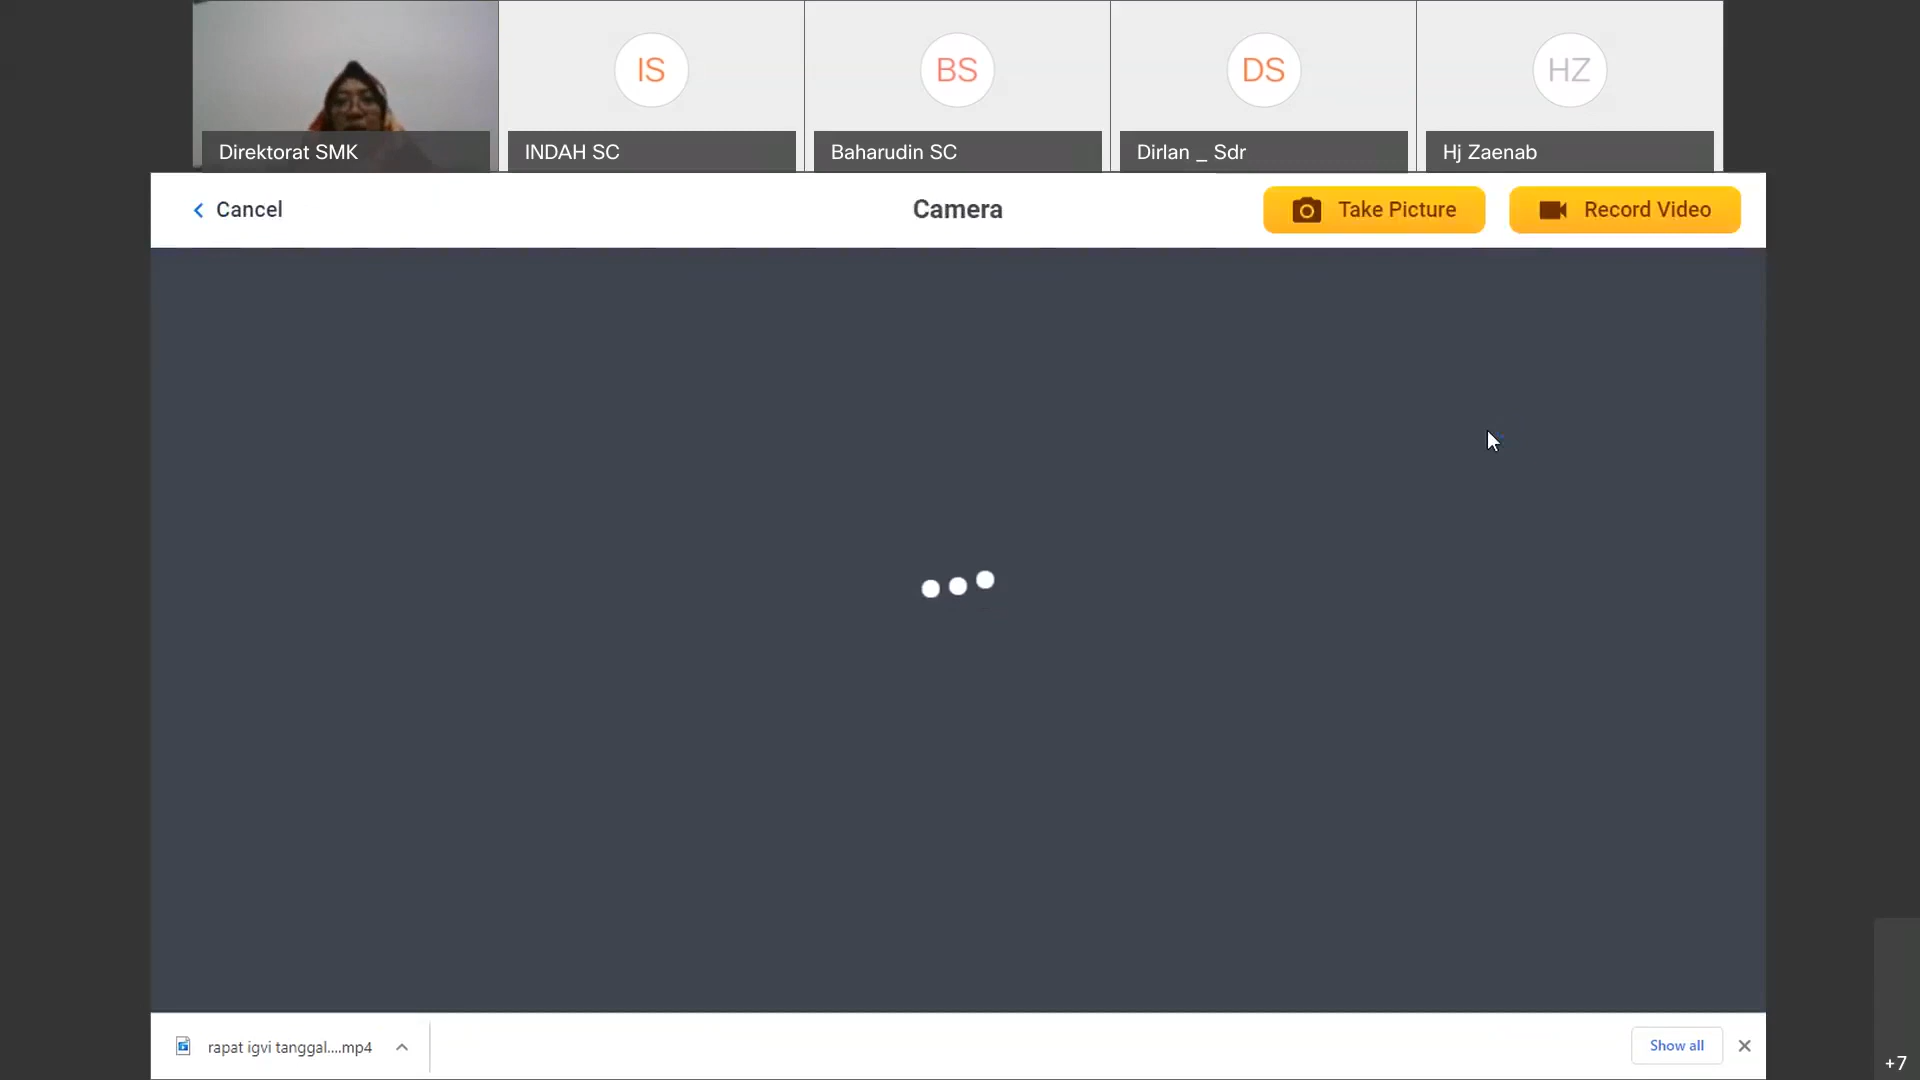 IS
BS
DS
HZ
Direktorat SMK
INDAH SC
Baharudin SC
Dirlan _ Sdr
Hj Zaenab
Cancel
Camera
Take Picture
Record Video
rapat igvi tanggal....mp4
Show all
+7